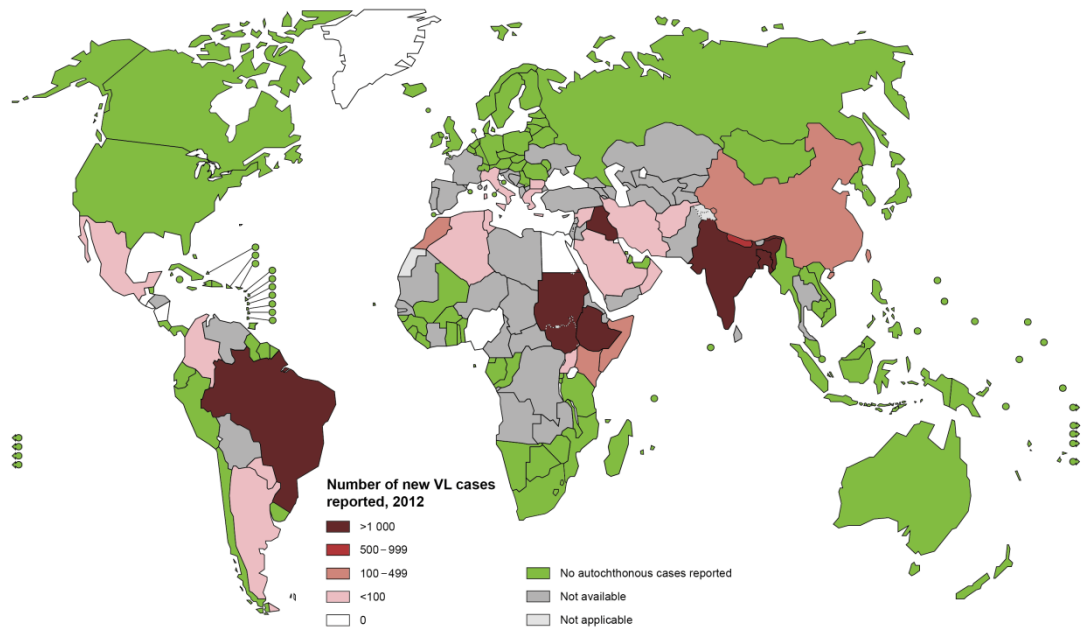 Number of new VL cases
reported, 2012
>1 000
500–999
100–499
<100
0
No autochthonous cases reported
Not available
Not applicable